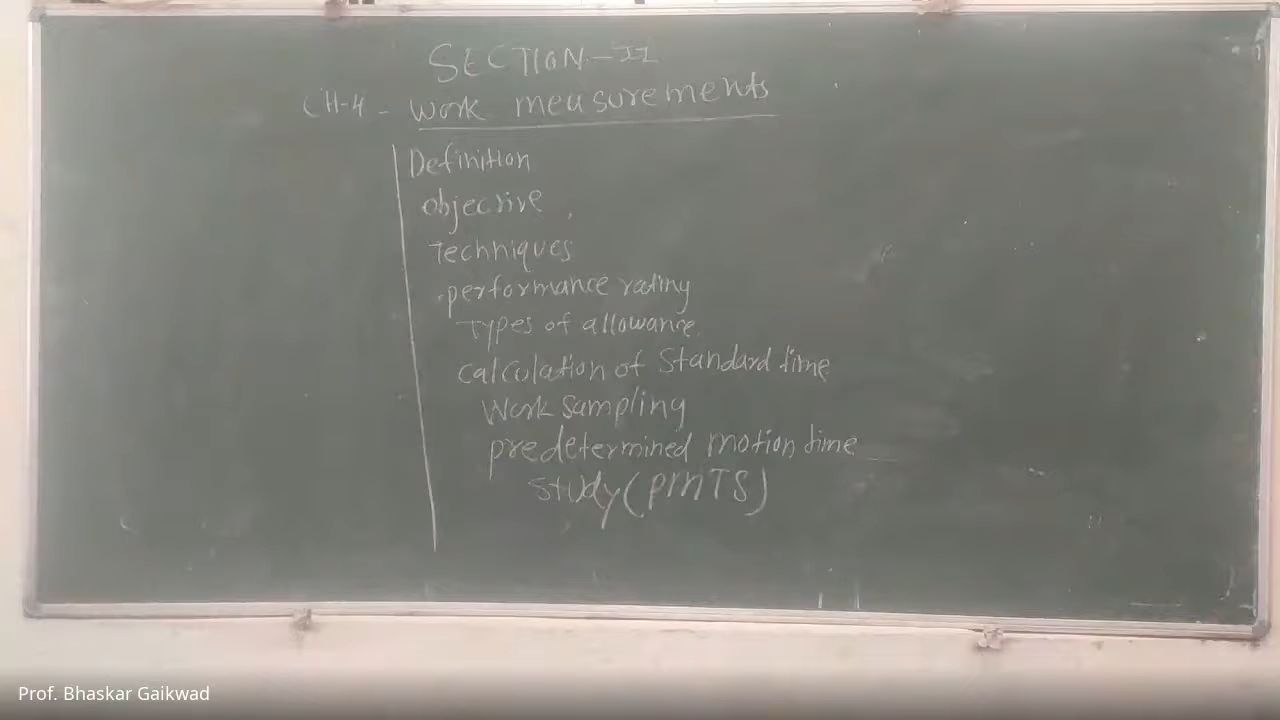 SECTION-II
CH-4 - Work measurements
Definition
objective
Techniques
performance rating
Types of allowance
calculation of Standard time
Work sampling
predetermined motion time
Study (PMTS)
Prof. Bhaskar Gaikwad